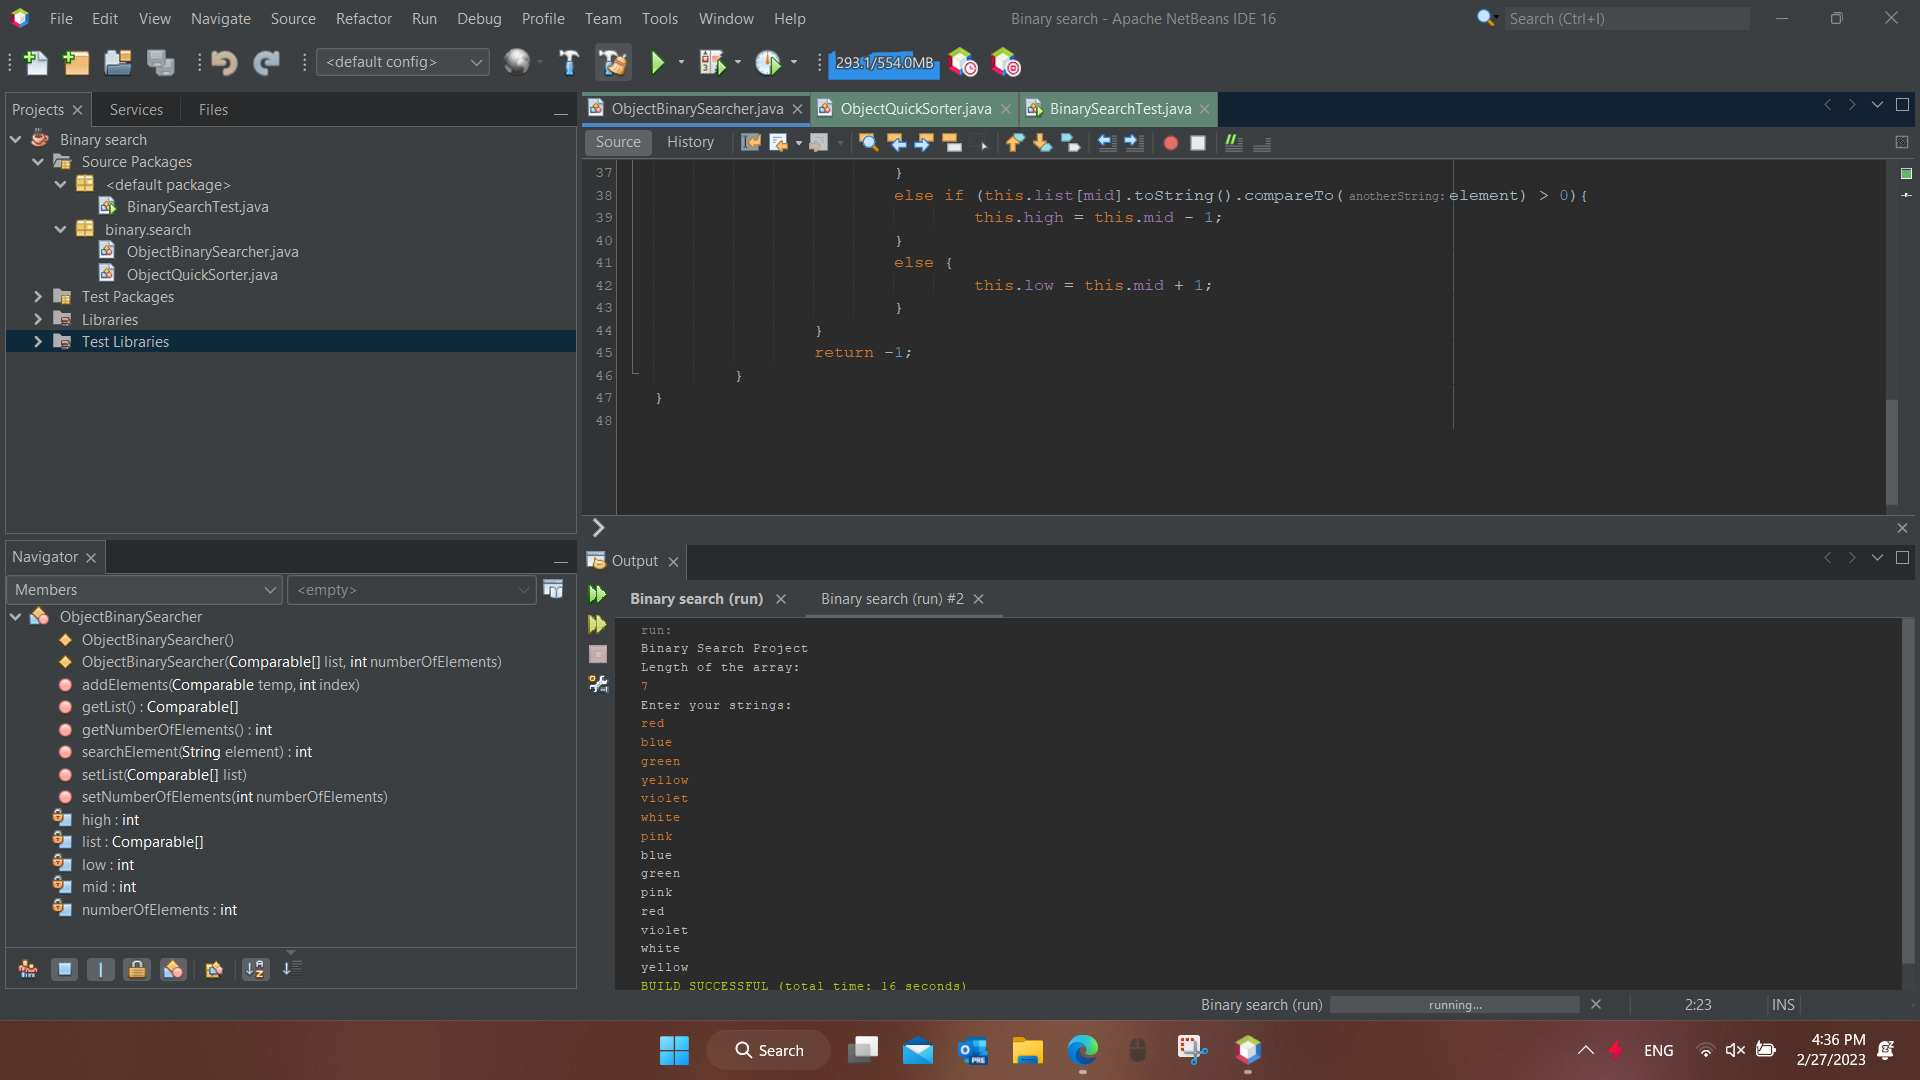 File Edit View Navigate Source Refactor Run Debug Profile Team Tools Window Help
Binary search - Apache NetBeans IDE 16
Search (Ctrl+I)
<default config>
293.1/554.0MB
Projects Services Files
Binary search
Source Packages
<default package>
BinarySearchTest.java
binary.search
ObjectBinarySearcher.java
ObjectQuickSorter.java
Test Packages
Libraries
Test Libraries
ObjectBinarySearcher.java ObjectQuickSorter.java BinarySearchTest.java
Source History
37 }
38 else if (this.list[mid].toString().compareTo( anotherString: element) > 0){
39 this.high = this.mid - 1;
40 }
41 else {
42 this.low = this.mid + 1;
43 }
44 }
45 return -1;
46 }
47 }
48
Navigator
Members <empty>
ObjectBinarySearcher
ObjectBinarySearcher()
ObjectBinarySearcher(Comparable[] list, int numberOfElements)
addElements(Comparable temp, int index)
getList() : Comparable[]
getNumberOfElements() : int
searchElement(String element) : int
setList(Comparable[] list)
setNumberOfElements(int numberOfElements)
high : int
list : Comparable[]
low : int
mid : int
numberOfElements : int
Output
Binary search (run) Binary search (run) #2
run:
Binary Search Project
Length of the array:
7
Enter your strings:
red
blue
green
yellow
violet
white
pink
blue
green
pink
red
violet
white
yellow
BUILD SUCCESSFUL (total time: 16 seconds)
Binary search (run) running... 2:23 INS
Search
ENG
4:36 PM
2/27/2023